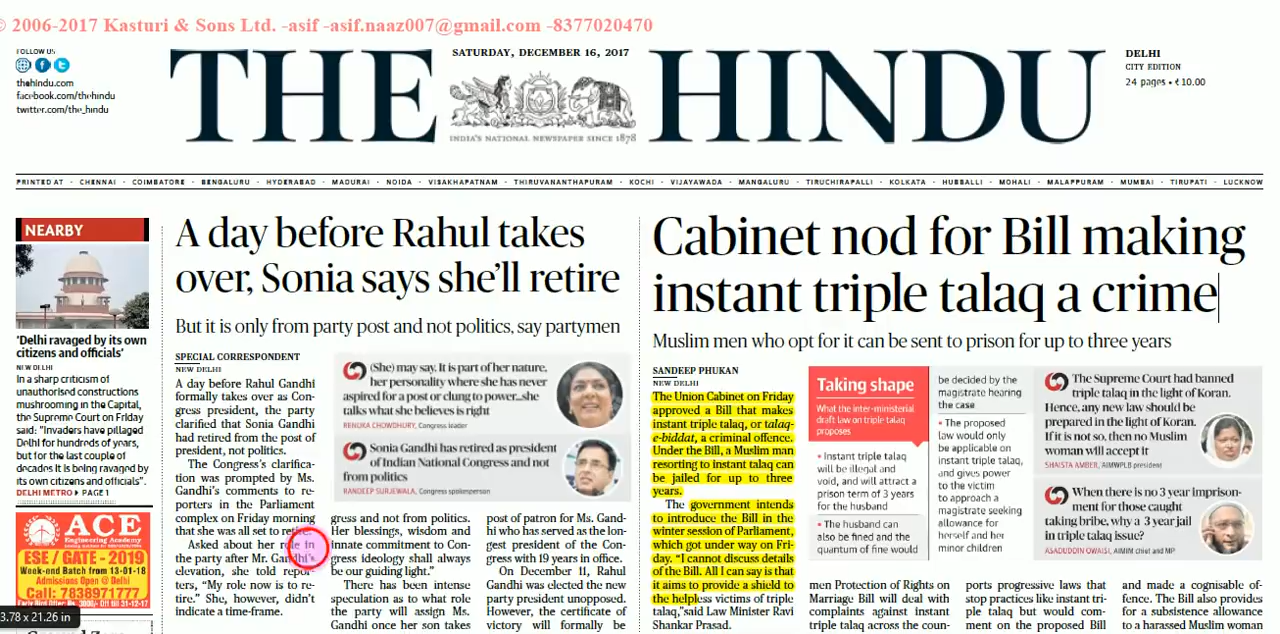 © 2006-2017 Kasturi & Sons Ltd. -asif -asif.naaz007@gmail.com -8377020470
FOLLOW US
thehindu.com
facebook.com/thehindu
twitter.com/the_hindu
THE HINDU
SATURDAY, DECEMBER 16, 2017
INDIA'S NATIONAL NEWSPAPER SINCE 1878
DELHI
CITY EDITION
24 pages • ₹10.00
PRINTED AT · CHENNAI · COIMBATORE · BENGALURU · HYDERABAD · MADURAI · NOIDA · VISAKHAPATNAM · THIRUVANANTHAPURAM · KOCHI · VIJAYAWADA · MANGALURU · TIRUCHIRAPALLI · KOLKATA · HUBBALLI · MOHALI · MALAPPURAM · MUMBAI · TIRUPATI · LUCKNOW
NEARBY
'Delhi ravaged by its own
citizens and officials'
NEW DELHI
In a sharp criticism of
unauthorised constructions
mushrooming in the Capital,
the Supreme Court on Friday
said: "Invaders have pillaged
Delhi for hundreds of years,
but for the last couple of
decades it is being ravaged by
its own citizens and officials".
DELHI METRO ▸ PAGE 1
ACE
ENGINEERING ACADEMY
ESE / GATE - 2019
Week-end Batch from 13-01-18
Admissions Open @ Delhi
Call: 7838971777
Early Bird Offer Rs. 3000/- Off till 31-12-17
3.78 x 21.26 in
A day before Rahul takes
over, Sonia says she'll retire
But it is only from party post and not politics, say partymen
SPECIAL CORRESPONDENT
NEW DELHI
A day before Rahul Gandhi
formally takes over as Con-
gress president, the party
clarified that Sonia Gandhi
had retired from the post of
president, not politics.
The Congress's clarifica-
tion was prompted by Ms.
Gandhi's comments to re-
porters in the Parliament
complex on Friday morning
that she was all set to retire.
Asked about her role in
the party after Mr. Gandhi's
elevation, she told repor-
ters, "My role now is to re-
tire." She, however, didn't
indicate a time-frame.
(She) may say. It is part of her nature,
her personality where she has never
aspired for a post or clung to power...she
talks what she believes is right
RENUKA CHOWDHURY, Congress leader
Sonia Gandhi has retired as president
of Indian National Congress and not
from politics
RANDEEP SURJEWALA, Congress spokesperson
gress and not from politics.
Her blessings, wisdom and
innate commitment to Con-
gress ideology shall always
be our guiding light."
There has been intense
speculation as to what role
the party will assign Ms.
Gandhi once her son takes
post of patron for Ms. Gand-
hi who has served as the lon-
gest president of the Con-
gress with 19 years in office.
On December 11, Rahul
Gandhi was elected the new
party president unopposed.
However, the certificate of
victory will formally be
Cabinet nod for Bill making
instant triple talaq a crime
Muslim men who opt for it can be sent to prison for up to three years
SANDEEP PHUKAN
NEW DELHI
The Union Cabinet on Friday
approved a Bill that makes
instant triple talaq, or talaq-
e-biddat, a criminal offence.
Under the Bill, a Muslim man
resorting to instant talaq can
be jailed for up to three
years.
The government intends
to introduce the Bill in the
winter session of Parliament,
which got under way on Fri-
day. "I cannot discuss details
of the Bill. All I can say is that
it aims to provide a shield to
the helpless victims of triple
talaq,"said Law Minister Ravi
Shankar Prasad.
Taking shape
What the inter-ministerial
draft law on triple talaq
proposes
• Instant triple talaq
will be illegal and
void, and will attract a
prison term of 3 years
for the husband
• The husband can
also be fined and the
quantum of fine would
be decided by the
magistrate hearing
the case
• The proposed
law would only
be applicable on
instant triple talaq,
and gives power
to the victim
to approach a
magistrate seeking
allowance for
herself and her
minor children
The Supreme Court had banned
triple talaq in the light of Koran.
Hence, any new law should be
prepared in the light of Koran.
If it is not so, then no Muslim
woman will accept it
SHAISTA AMBER, AIMWPLB president
When there is no 3 year imprison-
ment for those caught
taking bribe, why a 3 year jail
in triple talaq issue?
ASADUDDIN OWAISI, AIMIM chief and MP
men Protection of Rights on
Marriage Bill will deal with
complaints against instant
triple talaq across the coun-
ports progressive laws that
stop practices like instant tri-
ple talaq but would com-
ment on the proposed Bill
and made a cognisable of-
fence. The Bill also provides
for a subsistence allowance
to a harassed Muslim woman